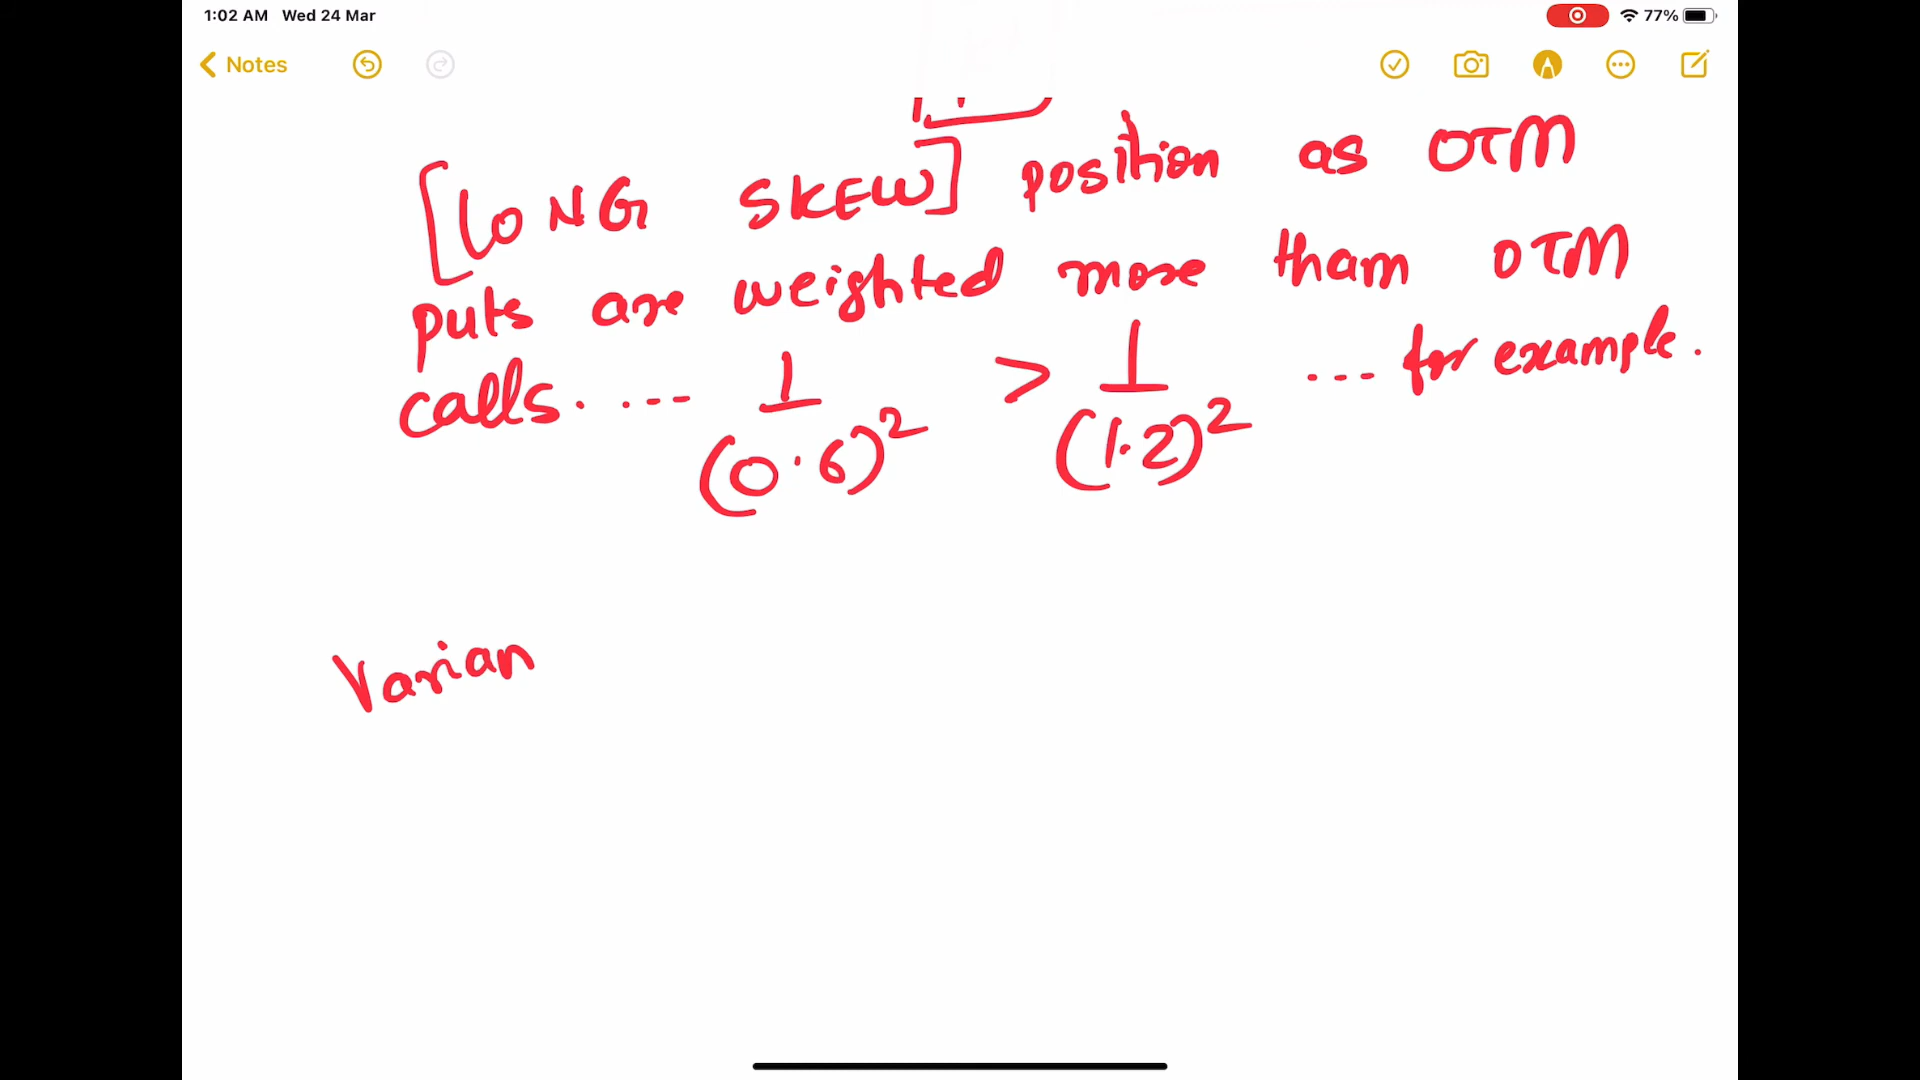 1:02 AM Wed 24 Mar 77%
Notes
[LONG SKEW] position as OTM
puts are weighted more than OTM
calls. ... 1/(0.6)² > 1/(1.2)² ... for example.
Varian